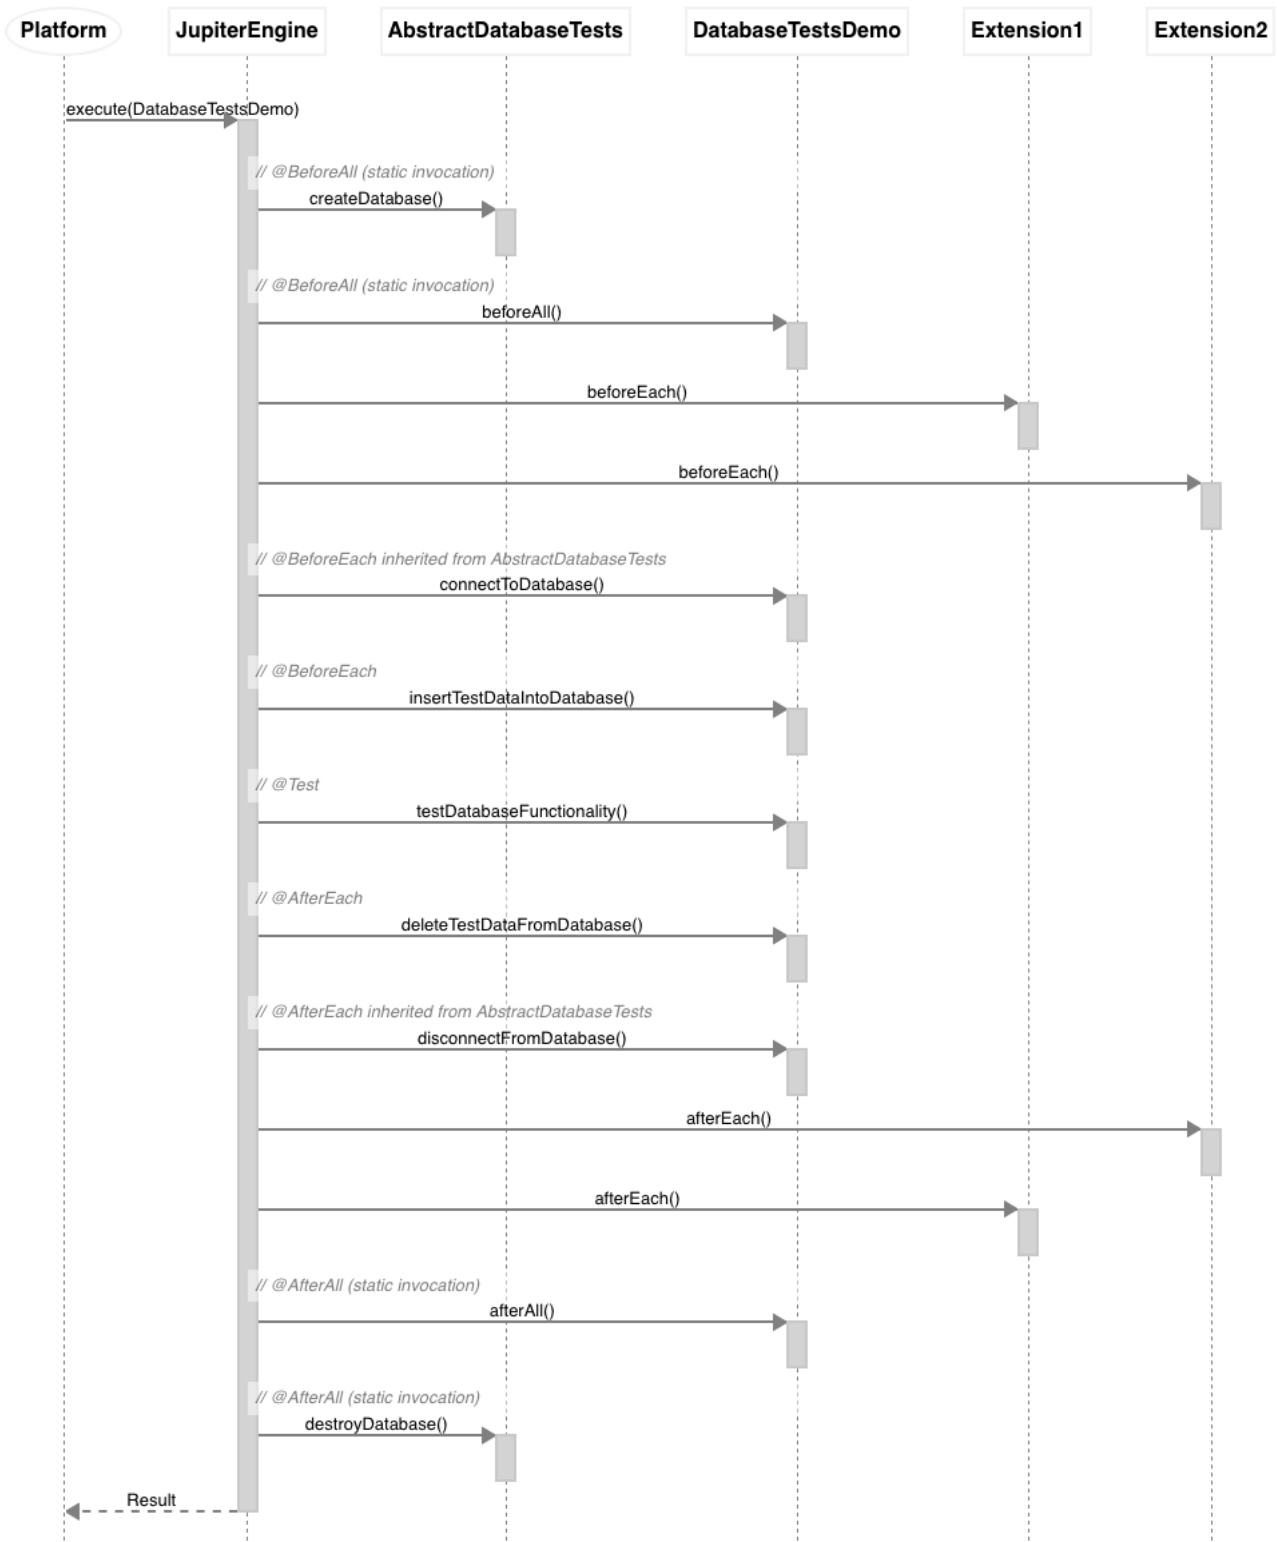 Platform JupiterEngine AbstractDatabaseTests DatabaseTestsDemo Extension1 Extension2
execute(DatabaseTestsDemo)
// @BeforeAll (static invocation)
createDatabase()
// @BeforeAll (static invocation)
beforeAll()
beforeEach()
beforeEach()
// @BeforeEach inherited from AbstractDatabaseTests
connectToDatabase()
// @BeforeEach
insertTestDataIntoDatabase()
// @Test
testDatabaseFunctionality()
// @AfterEach
deleteTestDataFromDatabase()
// @AfterEach inherited from AbstractDatabaseTests
disconnectFromDatabase()
afterEach()
afterEach()
// @AfterAll (static invocation)
afterAll()
// @AfterAll (static invocation)
destroyDatabase()
Result